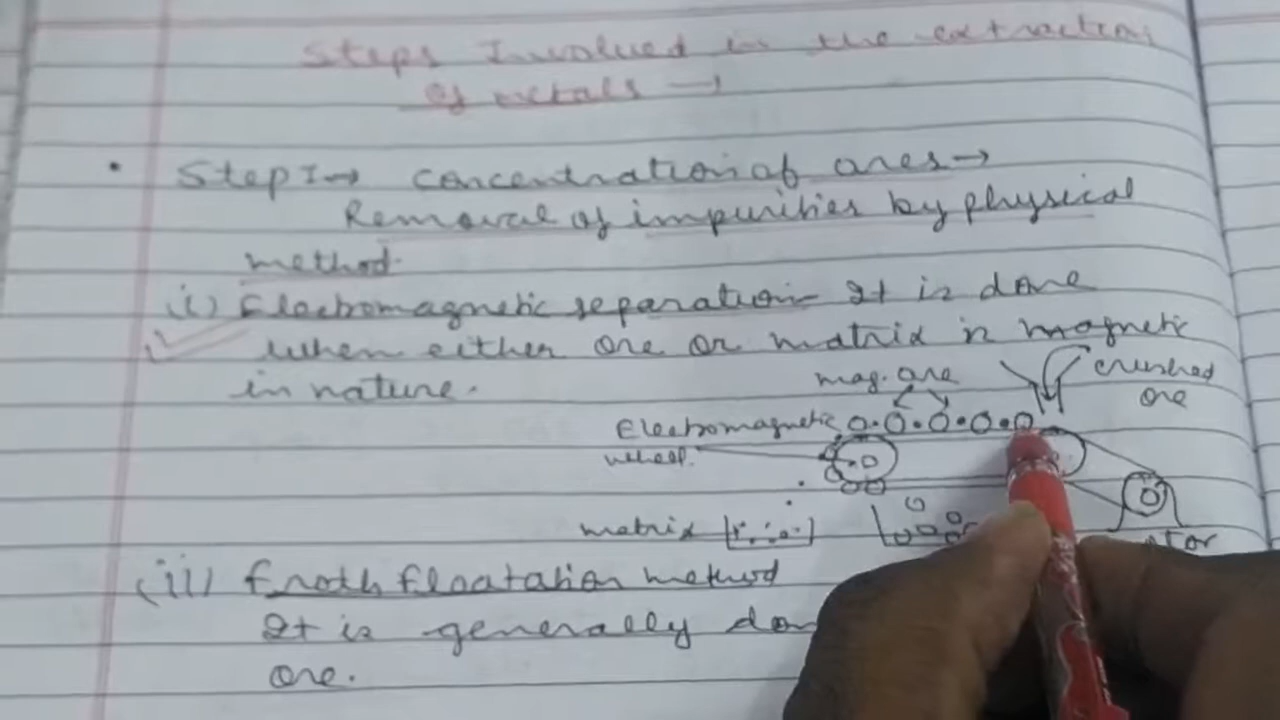 Steps Involved in the extraction
of metals →
• Step I → concentration of ores →
Removal of impurities by physical
method.
(i) Electromagnetic separation - It is done
when either ore or matrix is magnetic
in nature.
mag. ore
crushed
ore
Electromagnetic
wheel.
matrix
(ii) froth floatation method
It is generally
ore.